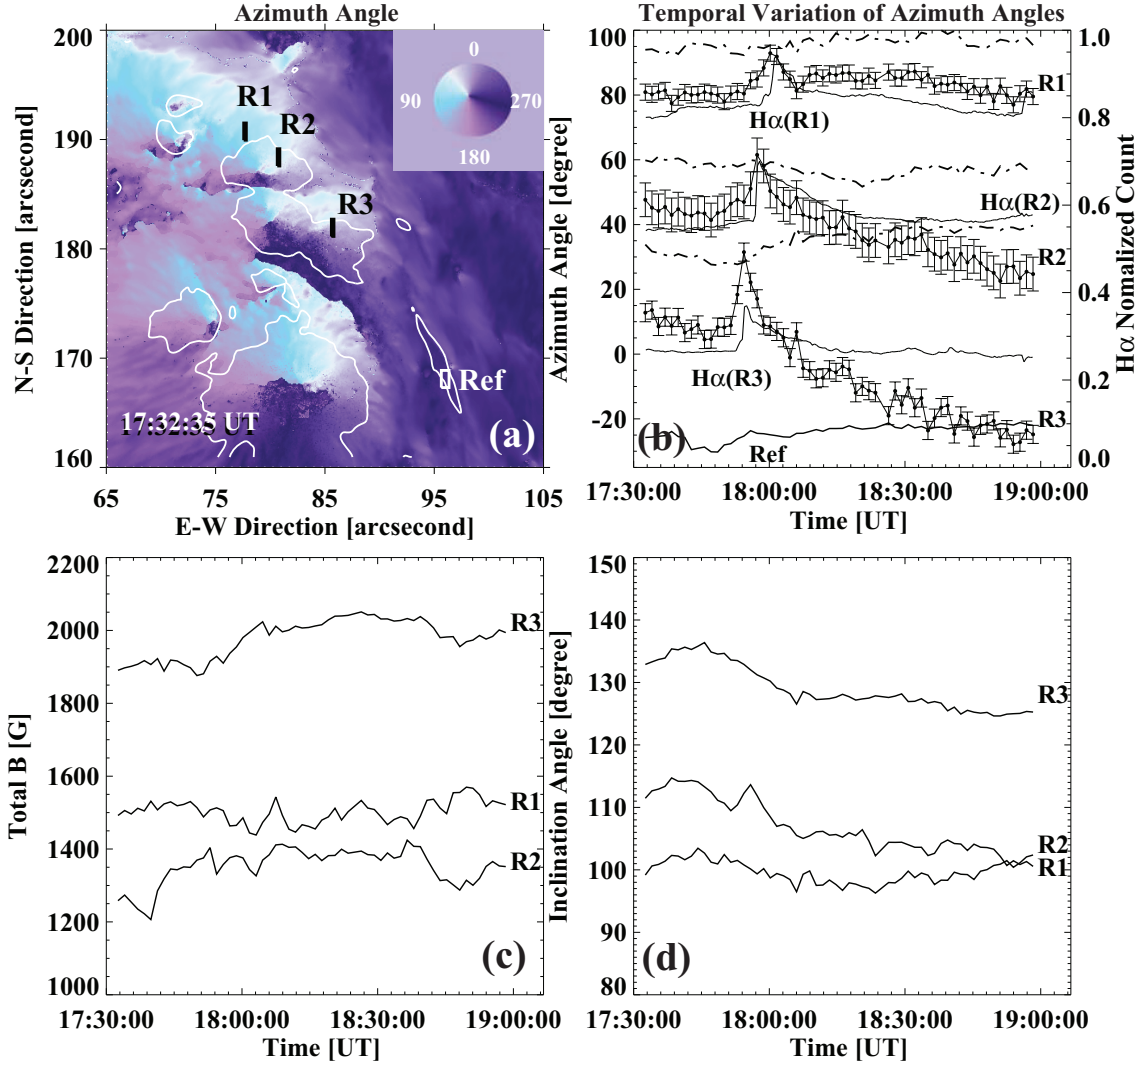 Azimuth Angle
200
190
180
170
160
N-S Direction [arcsecond]
R1
R2
R3
0
90
270
180
Ref
17:32:35 UT
(a)
65
75
85
95
105
E-W Direction [arcsecond]
Temporal Variation of Azimuth Angles
100
80
60
40
20
0
-20
Azimuth Angle [degree]
1.0
0.8
0.6
0.4
0.2
0.0
Hα Nomalized Count
R1
Hα(R1)
Hα(R2)
R2
Hα(R3)
R3
(b)
Ref
17:30:00
18:00:00
18:30:00
19:00:00
Time [UT]
2200
2000
1800
1600
1400
1200
1000
Total B [G]
R3
R1
R2
(c)
17:30:00
18:00:00
18:30:00
19:00:00
Time [UT]
150
140
130
120
110
100
90
80
Inclination Angle [degree]
R3
R2
R1
(d)
17:30:00
18:00:00
18:30:00
19:00:00
Time [UT]